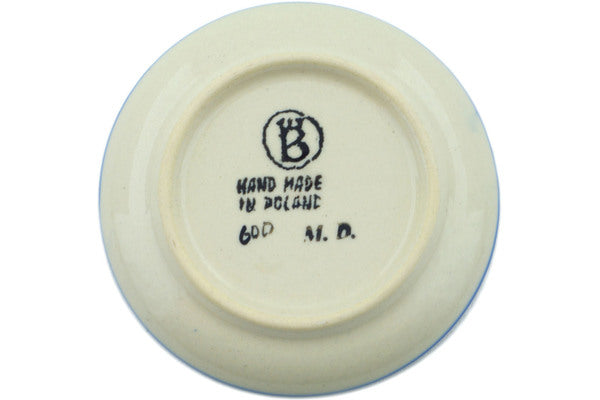 B
HAND MADE
IN POLAND
600 M. D.